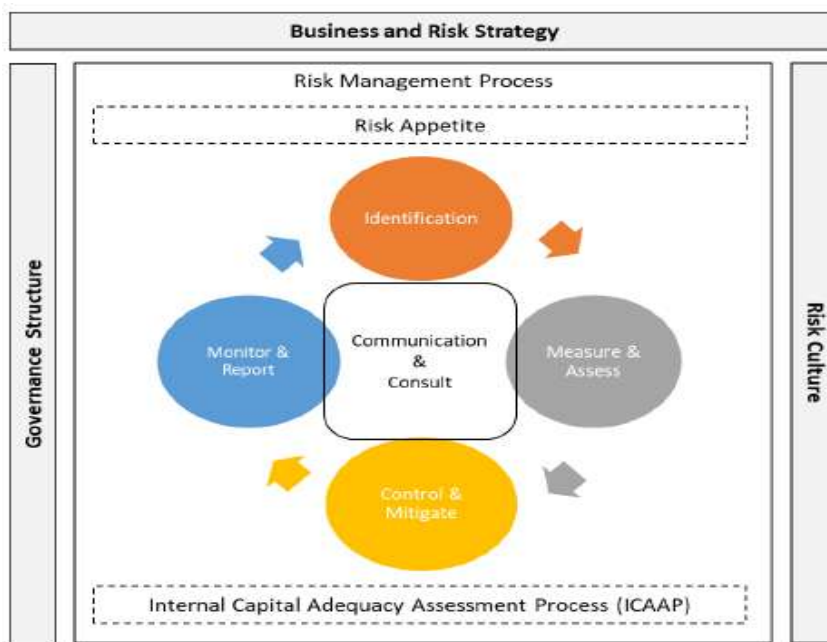 Business and Risk Strategy
Governance Structure
Risk Management Process
Risk Appetite
Identification
Monitor &
Report
Communication
&
Consult
Measure &
Assess
Control &
Mitigate
Internal Capital Adequacy Assessment Process (ICAAP)
Risk Culture